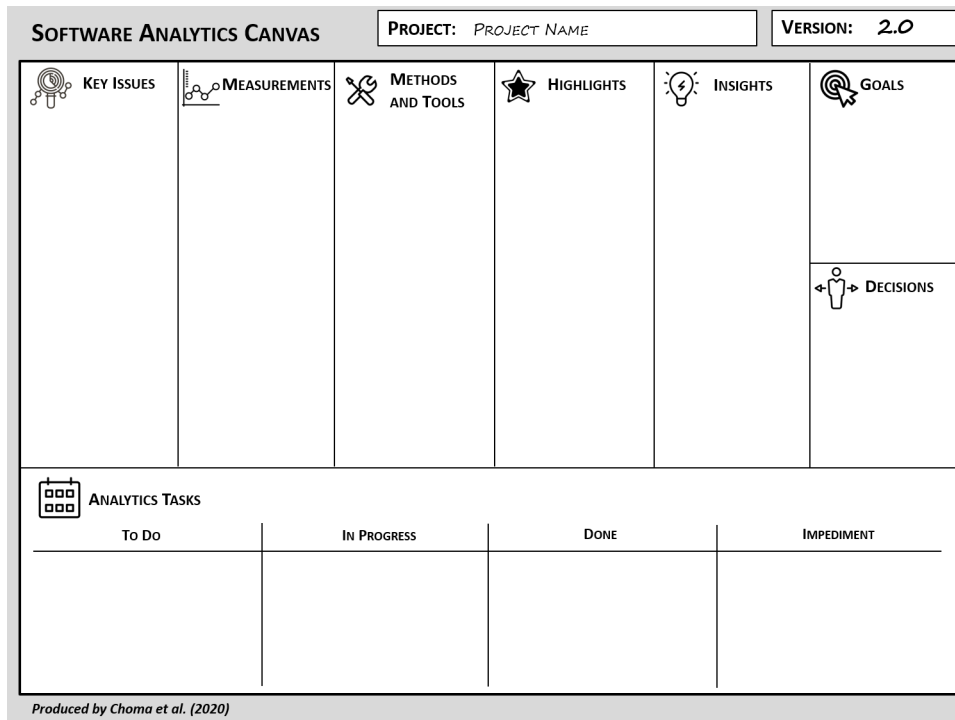 Software Analytics Canvas
Project: Project Name
Version: 2.0
Key Issues
Measurements
Methods
and Tools
Highlights
Insights
Goals
Decisions
Analytics Tasks
To Do
In Progress
Done
Impediment
Produced by Choma et al. (2020)